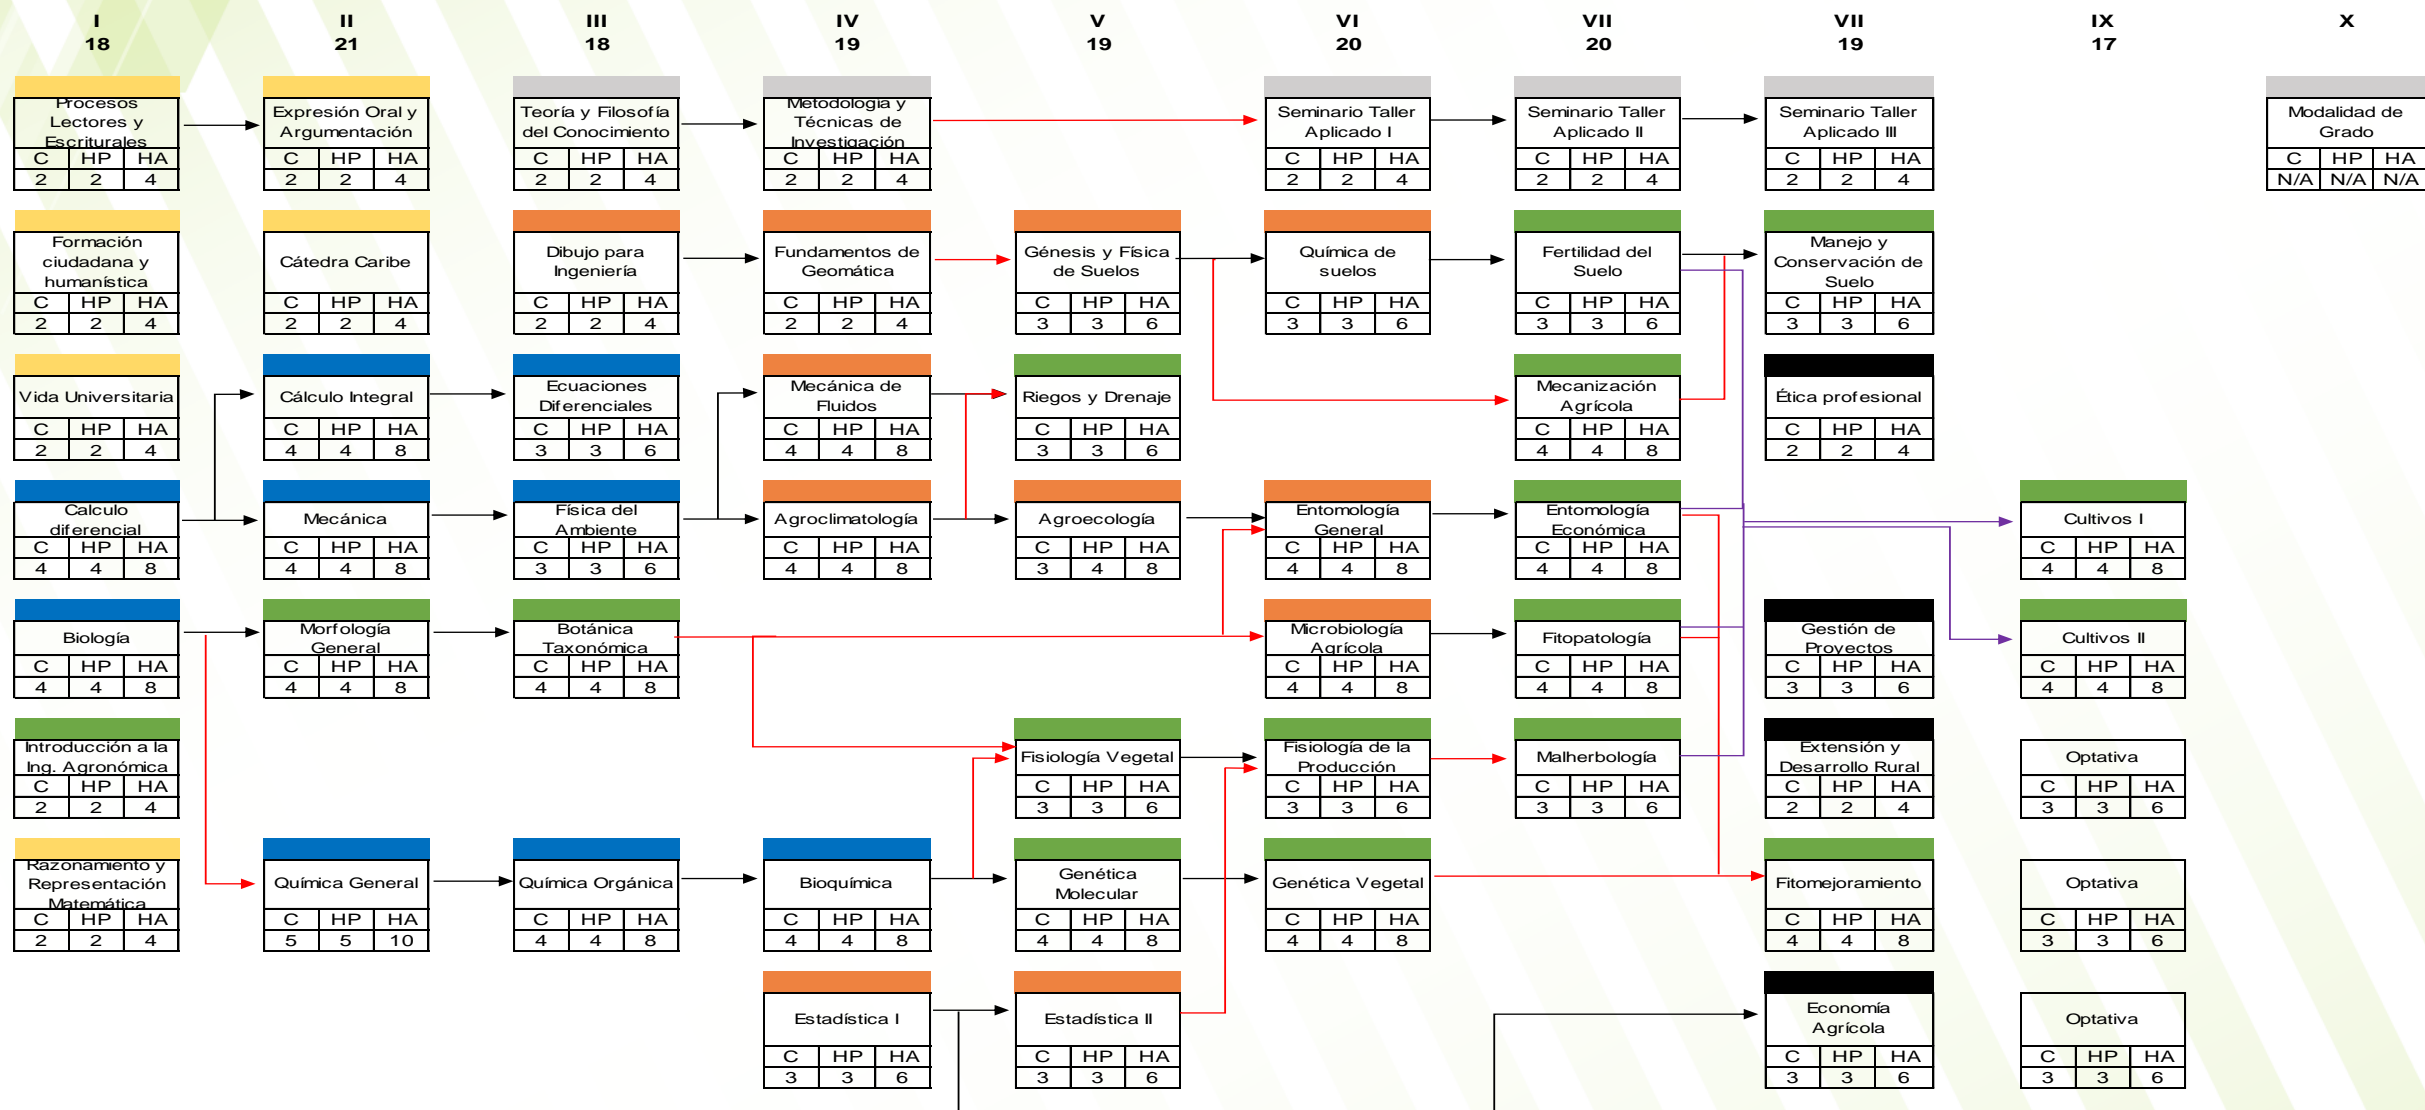 I II III IV V VI VII VII IX X
18 21 18 19 19 20 20 19 17
Procesos
Lectores y
Escriturales
C HP HA
2 2 4
Expresión Oral y
Argumentación
C HP HA
2 2 4
Teoría y Filosofía
del Conocimiento
C HP HA
2 2 4
Metodología y
Técnicas de
Investigación
C HP HA
2 2 4
Seminario Taller
Aplicado I
C HP HA
2 2 4
Seminario Taller
Aplicado II
C HP HA
2 2 4
Seminario Taller
Aplicado III
C HP HA
2 2 4
Modalidad de
Grado
C HP HA
N/A N/A N/A
Formación
ciudadana y
humanística
C HP HA
2 2 4
Cátedra Caribe
C HP HA
2 2 4
Dibujo para
Ingeniería
C HP HA
2 2 4
Fundamentos de
Geomática
C HP HA
2 2 4
Génesis y Física
de Suelos
C HP HA
3 3 6
Química de
suelos
C HP HA
3 3 6
Fertilidad del
Suelo
C HP HA
3 3 6
Manejo y
Conservación de
Suelo
C HP HA
3 3 6
Vida Universitaria
C HP HA
2 2 4
Cálculo Integral
C HP HA
4 4 8
Ecuaciones
Diferenciales
C HP HA
3 3 6
Mecánica de
Fluidos
C HP HA
4 4 8
Riegos y Drenaje
C HP HA
3 3 6
Mecanización
Agrícola
C HP HA
4 4 8
Ética profesional
C HP HA
2 2 4
Calculo
diferencial
C HP HA
4 4 8
Mecánica
C HP HA
4 4 8
Física del
Ambiente
C HP HA
3 3 6
Agroclimatología
C HP HA
4 4 8
Agroecología
C HP HA
3 4 8
Entomología
General
C HP HA
4 4 8
Entomología
Económica
C HP HA
4 4 8
Cultivos I
C HP HA
4 4 8
Biología
C HP HA
4 4 8
Morfología
General
C HP HA
4 4 8
Botánica
Taxonómica
C HP HA
4 4 8
Microbiología
Agrícola
C HP HA
4 4 8
Fitopatología
C HP HA
4 4 8
Gestión de
Proyectos
C HP HA
3 3 6
Cultivos II
C HP HA
4 4 8
Introducción a la
Ing. Agronómica
C HP HA
2 2 4
Fisiología Vegetal
C HP HA
3 3 6
Fisiología de la
Producción
C HP HA
3 3 6
Malherbología
C HP HA
3 3 6
Extensión y
Desarrollo Rural
C HP HA
2 2 4
Optativa
C HP HA
3 3 6
Razonamiento y
Representación
Matemática
C HP HA
2 2 4
Química General
C HP HA
5 5 10
Química Orgánica
C HP HA
4 4 8
Bioquímica
C HP HA
4 4 8
Genética
Molecular
C HP HA
4 4 8
Genética Vegetal
C HP HA
4 4 8
Fitomejoramiento
C HP HA
4 4 8
Optativa
C HP HA
3 3 6
Estadística I
C HP HA
3 3 6
Estadística II
C HP HA
3 3 6
Economía
Agrícola
C HP HA
3 3 6
Optativa
C HP HA
3 3 6